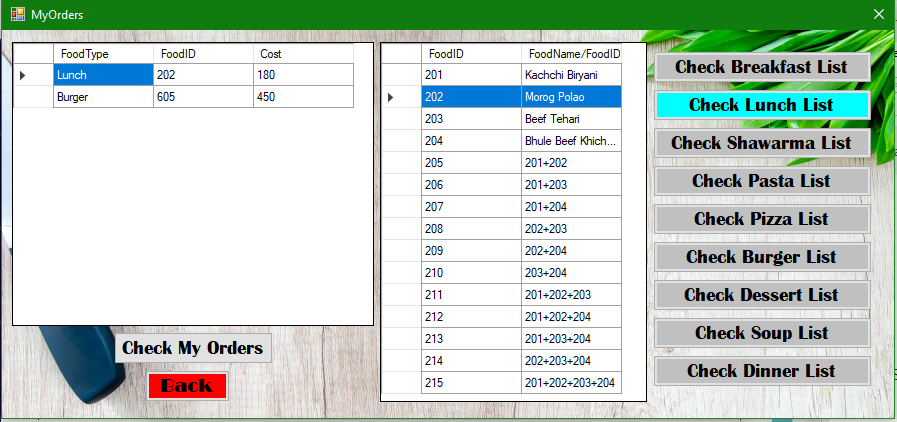 MyOrders
FoodType FoodID Cost
Lunch 202 180
Burger 605 450
Check My Orders
Back
FoodID FoodName/FoodID
201 Kachchi Biryani
202 Morog Polao
203 Beef Tehari
204 Bhule Beef Khich...
205 201+202
206 201+203
207 201+204
208 202+203
209 202+204
210 203+204
211 201+202+203
212 201+202+204
213 201+203+204
214 202+203+204
215 201+202+203+204
Check Breakfast List
Check Lunch List
Check Shawarma List
Check Pasta List
Check Pizza List
Check Burger List
Check Dessert List
Check Soup List
Check Dinner List